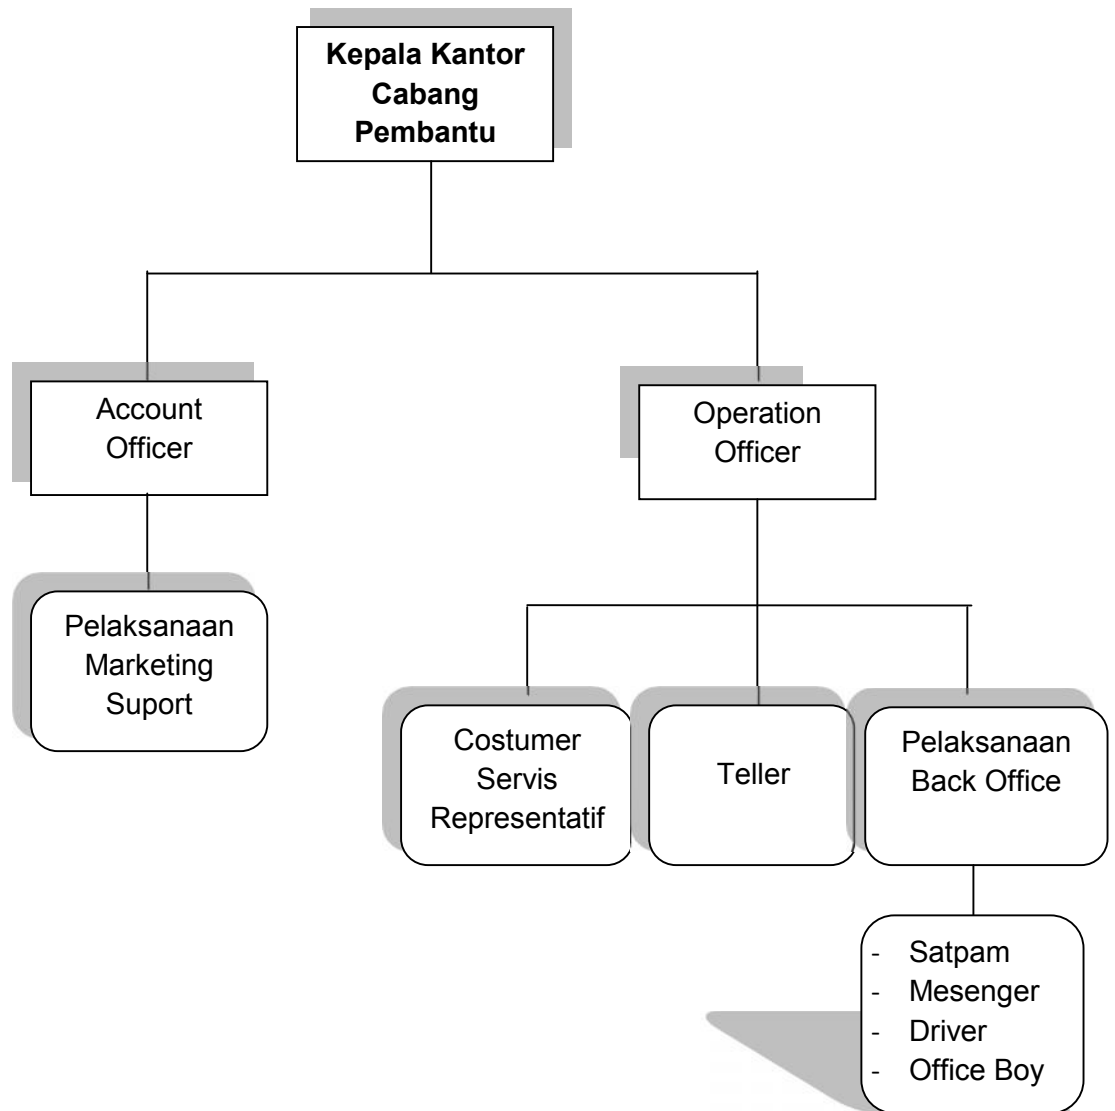 Kepala Kantor
Cabang
Pembantu
Account
Officer
Operation
Officer
Pelaksanaan
Marketing
Suport
Costumer
Servis
Representatif
Teller
Pelaksanaan
Back Office
- Satpam
- Mesenger
- Driver
- Office Boy